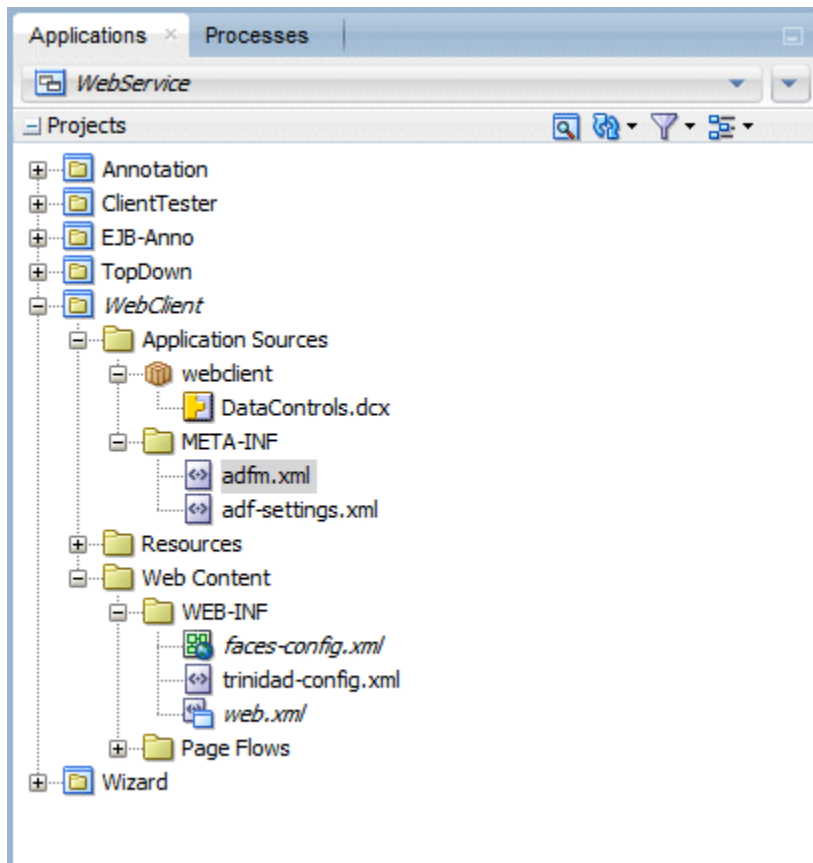 Applications Processes
WebService
Projects
Annotation
ClientTester
EJB-Anno
TopDown
WebClient
Application Sources
webclient
DataControls.dcx
META-INF
adfm.xml
adf-settings.xml
Resources
Web Content
WEB-INF
faces-config.xml
trinidad-config.xml
web.xml
Page Flows
Wizard